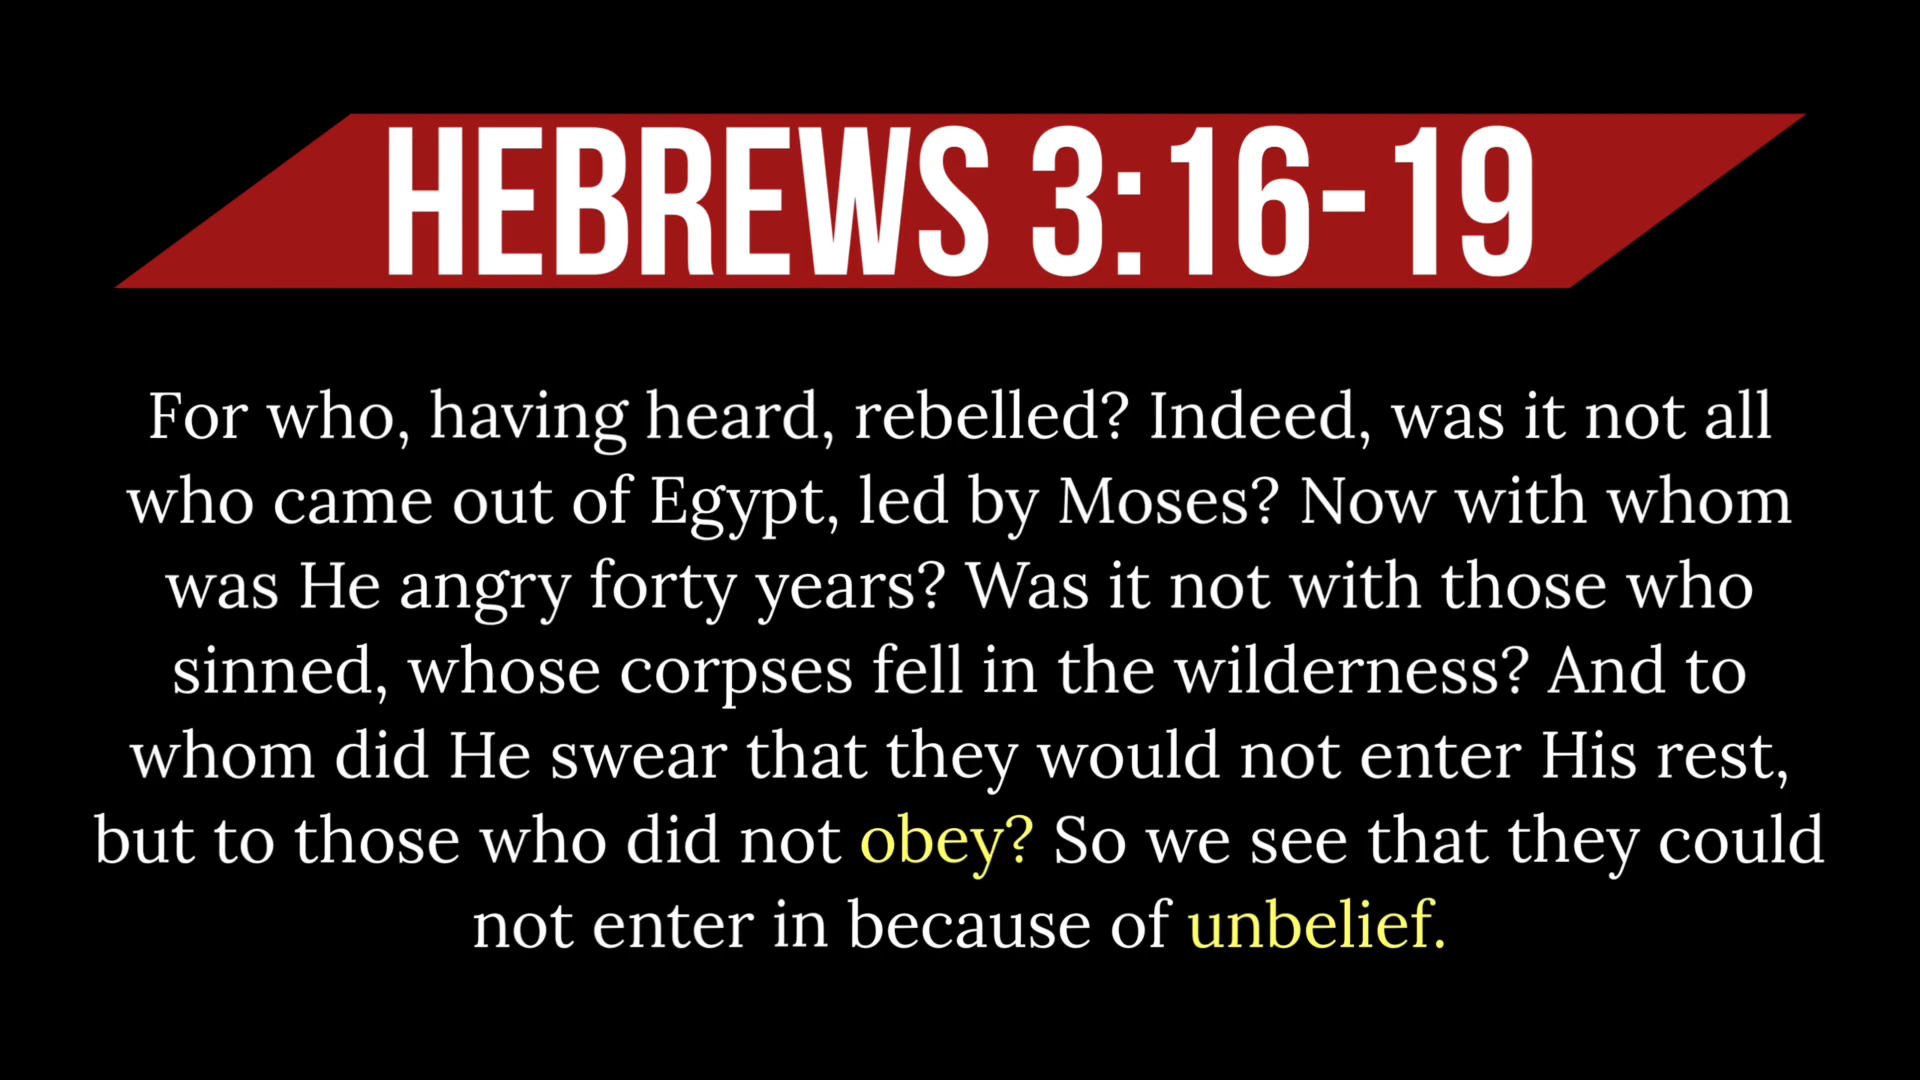 HEBREWS 3:16-19
For who, having heard, rebelled? Indeed, was it not all
who came out of Egypt, led by Moses? Now with whom
was He angry forty years? Was it not with those who
sinned, whose corpses fell in the wilderness? And to
whom did He swear that they would not enter His rest,
but to those who did not obey? So we see that they could
not enter in because of unbelief.